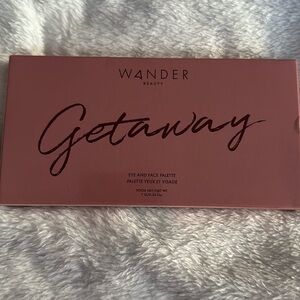 WANDER
BEAUTY
Getaway
EYE AND FACE PALETTE
PALETTE YEUX ET VISAGE